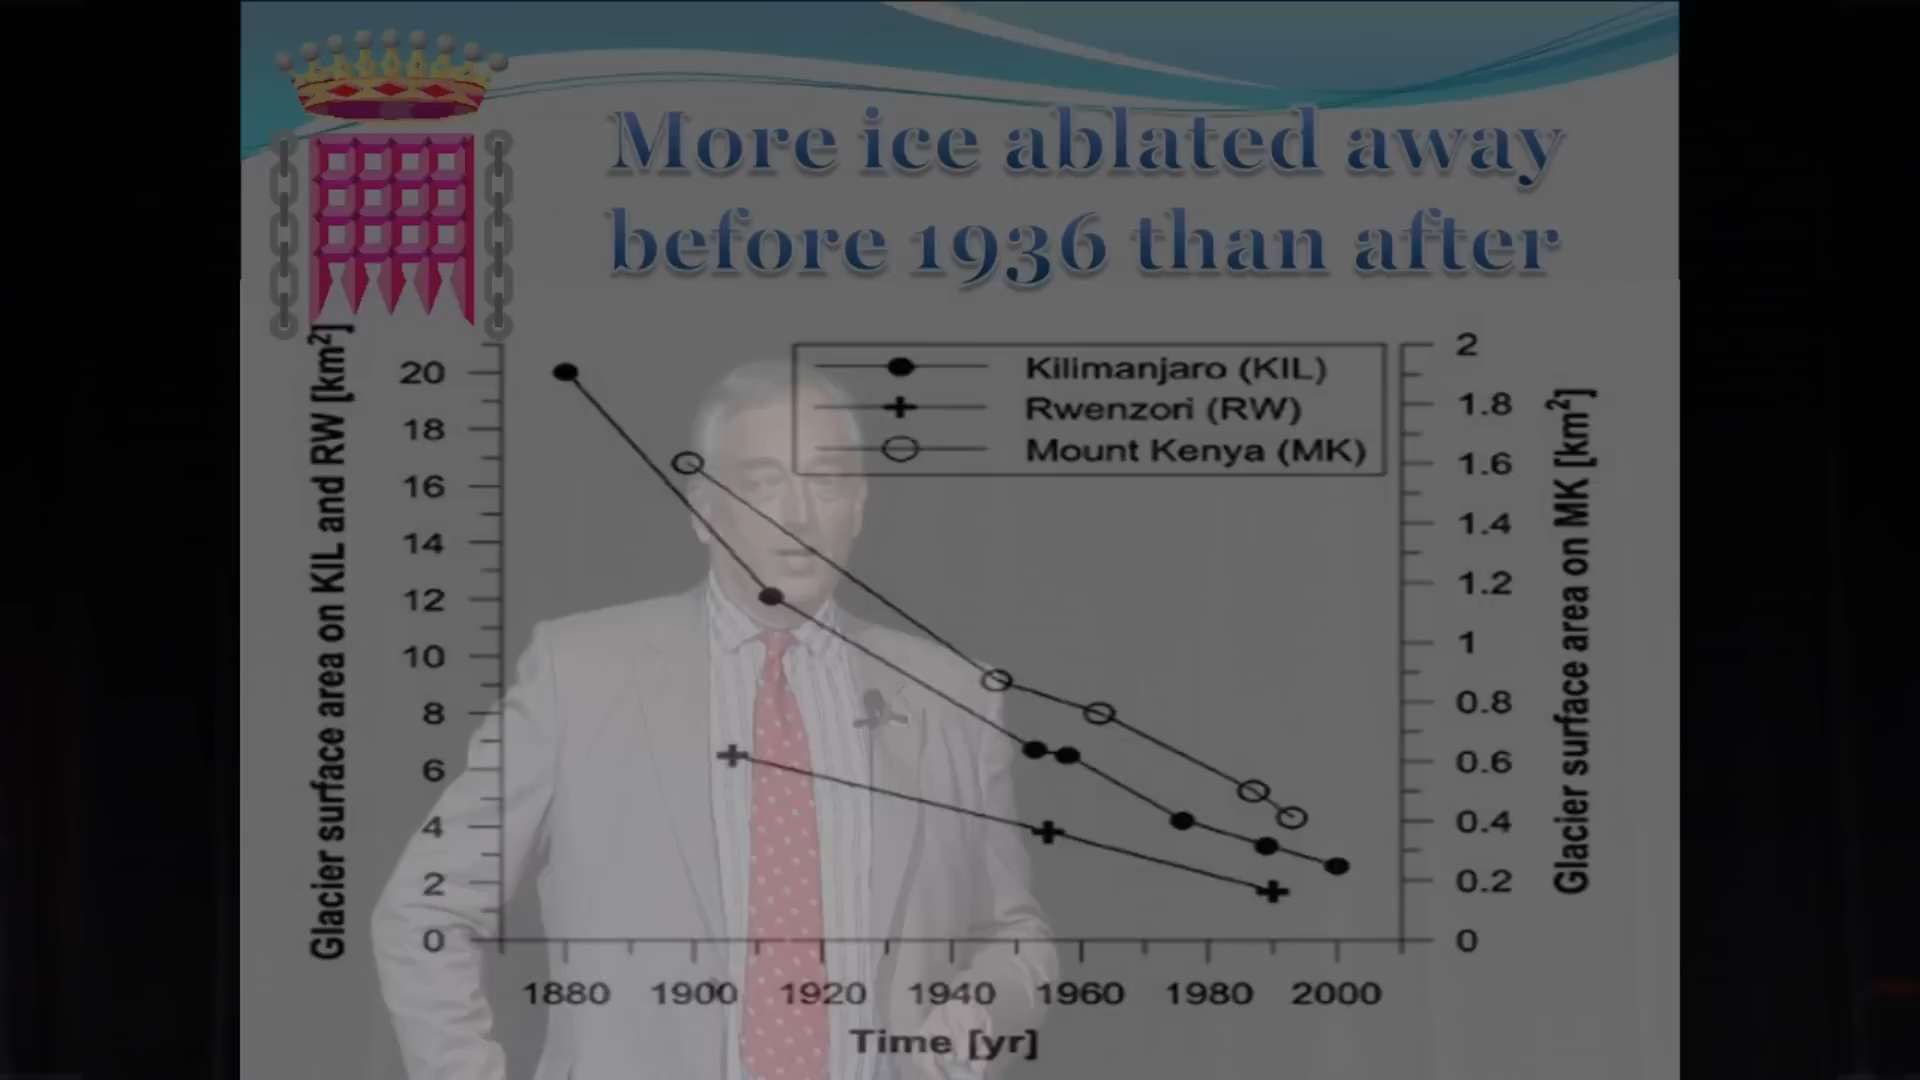 More ice ablated away
before 1936 than after
Glacier surface area on KIL and RW [km²]
20
18
16
14
12
10
8
6
4
2
0
Kilimanjaro (KIL)
Rwenzori (RW)
Mount Kenya (MK)
2
1.8
1.6
1.4
1.2
1
0.8
0.6
0.4
0.2
0
Glacier surface area on MK [km²]
1880 1900 1920 1940 1960 1980 2000
Time [yr]